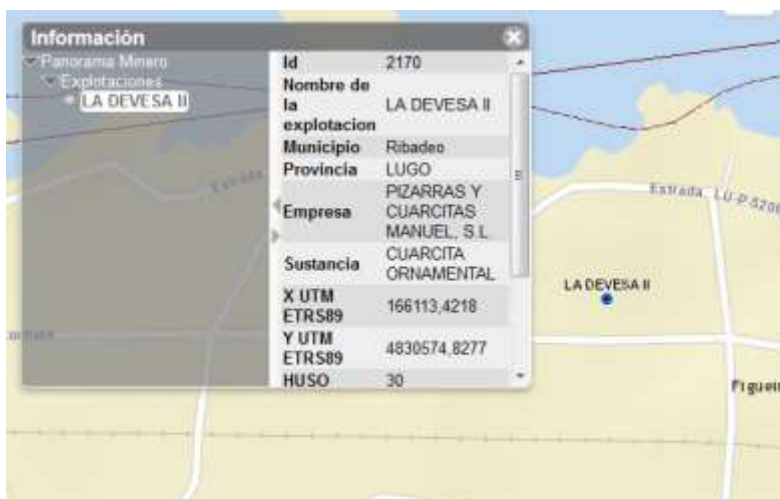 Información
Panorama Minero
Explotaciones
LA DEVESA II
Id 2170
Nombre de
la
explotacion
LA DEVESA II
Municipio Ribadeo
Provincia LUGO
Empresa
PIZARRAS Y
CUARCITAS
MANUEL, S.L.
Sustancia
CUARCITA
ORNAMENTAL
X UTM
ETRS89
166113,4218
Y UTM
ETRS89
4830574,8277
HUSO 30
Estrada
Estrada, LU-P-5206
LA DEVESA II
Figueir